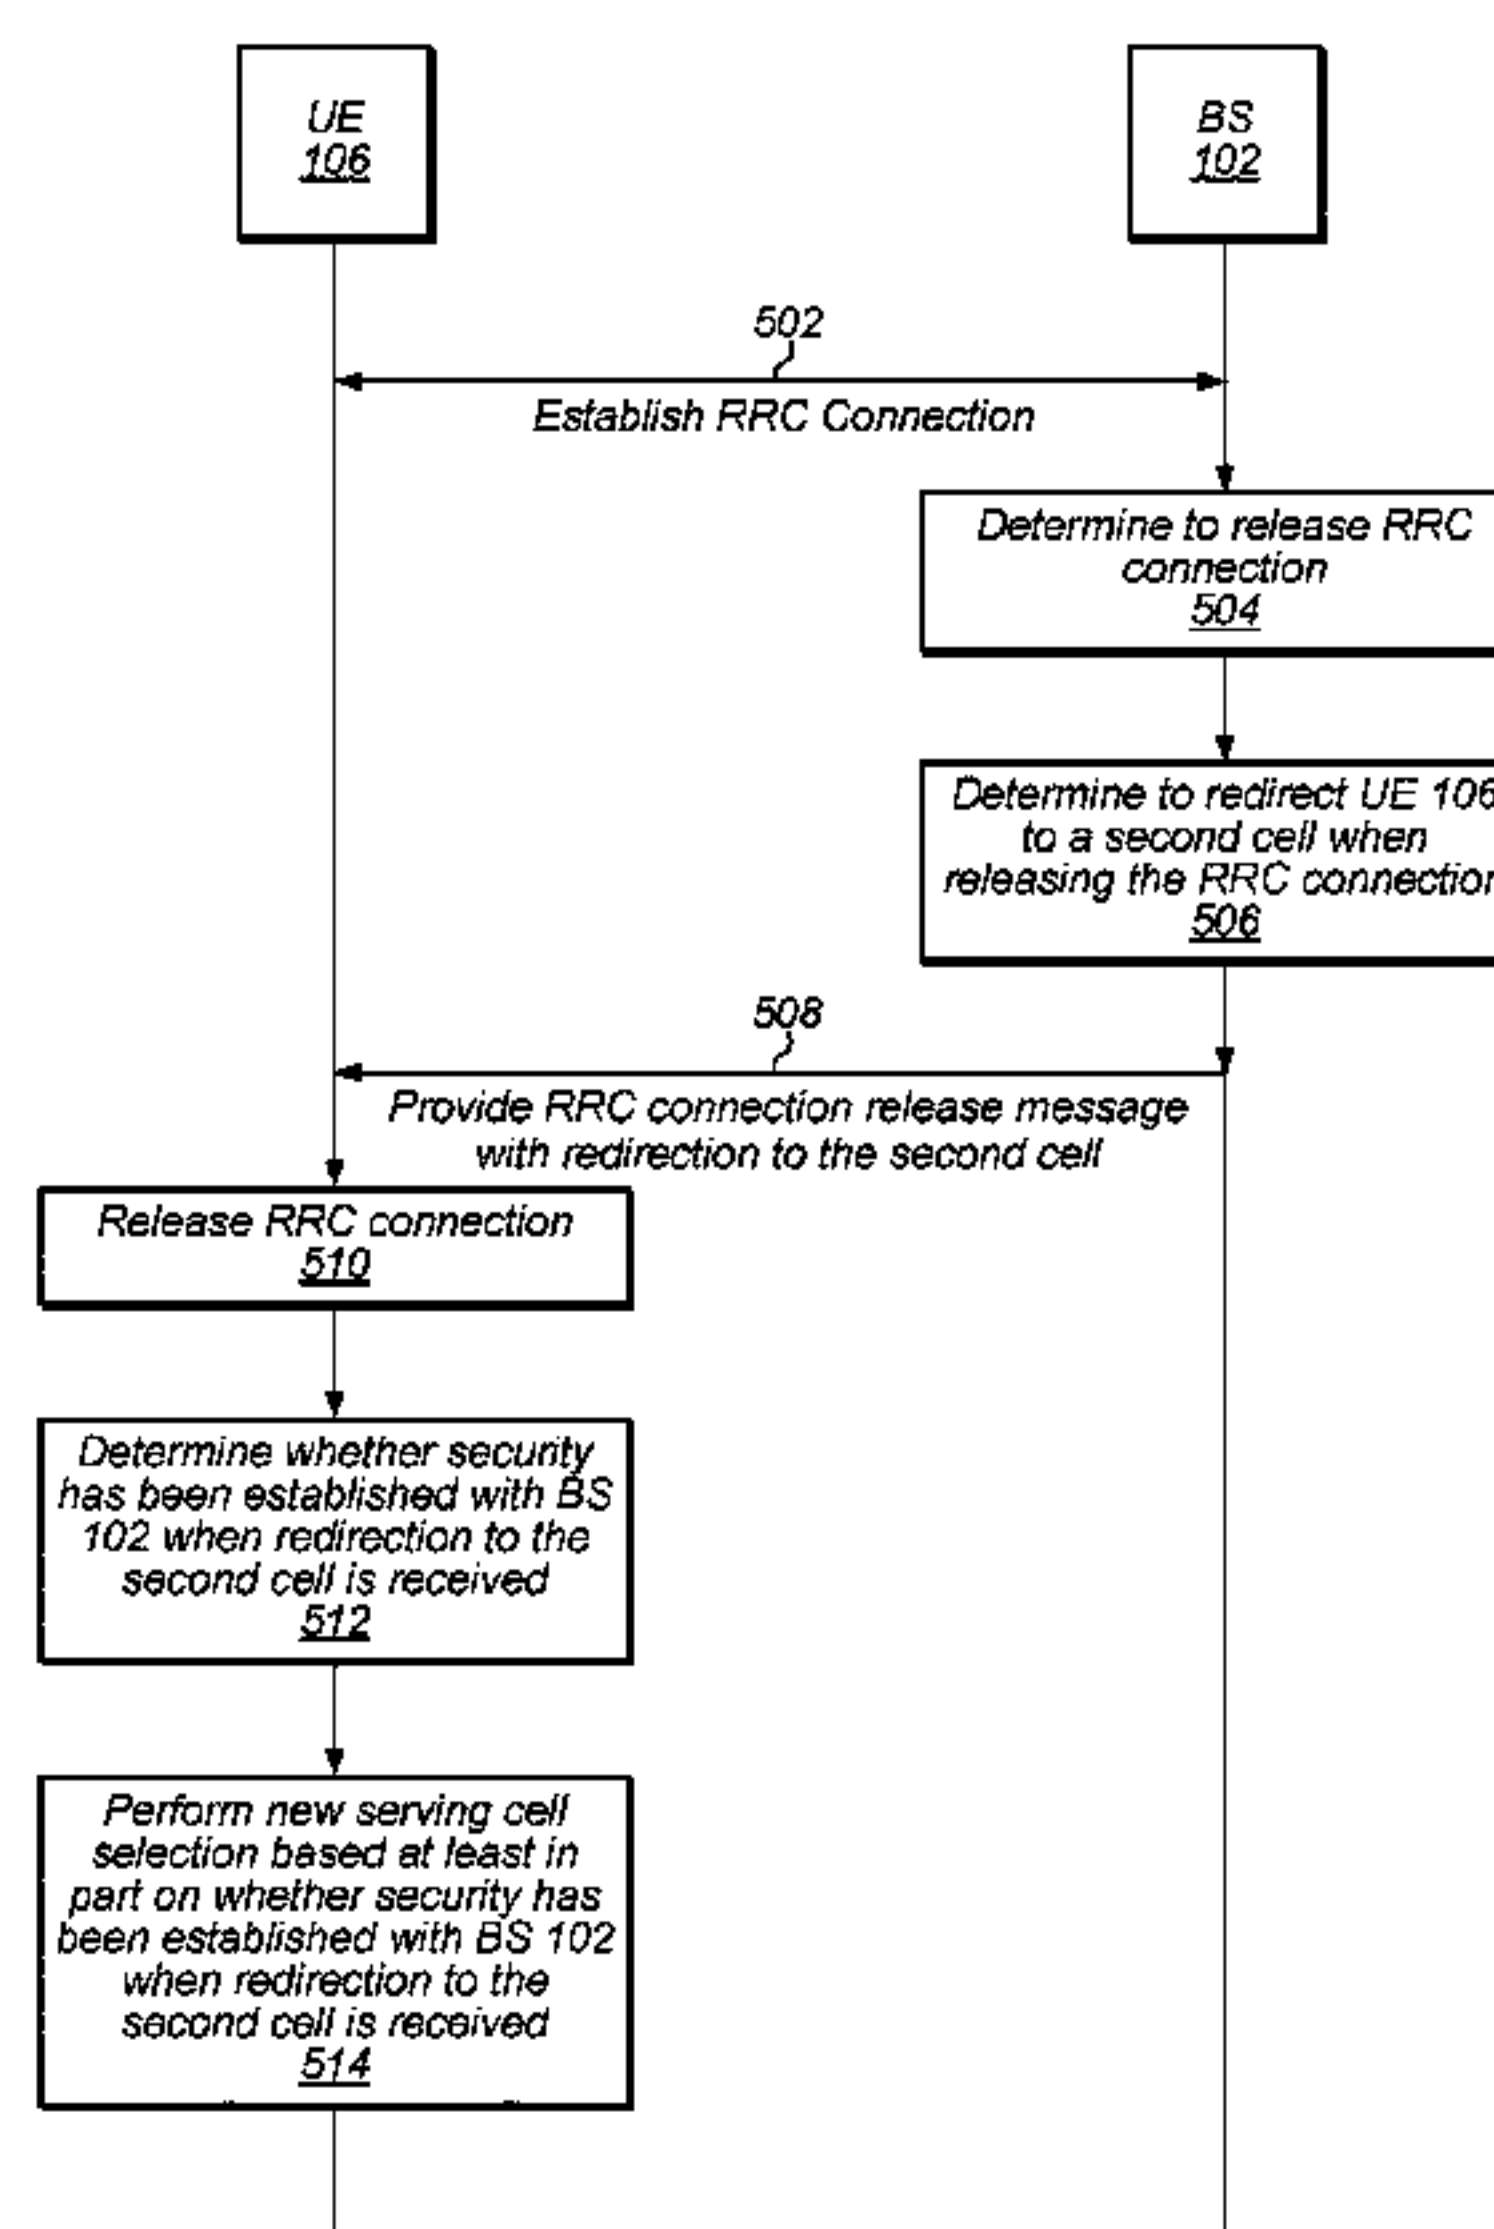 UE
106
BS
102
502
Establish RRC Connection
Determine to release RRC
connection
504
Determine to redirect UE 106
to a second cell when
releasing the RRC connection
506
508
Provide RRC connection release message
with redirection to the second cell
Release RRC connection
510
Determine whether security
has been established with BS
102 when redirection to the
second cell is received
512
Perform new serving cell
selection based at least in
part on whether security has
been established with BS 102
when redirection to the
second cell is received
514